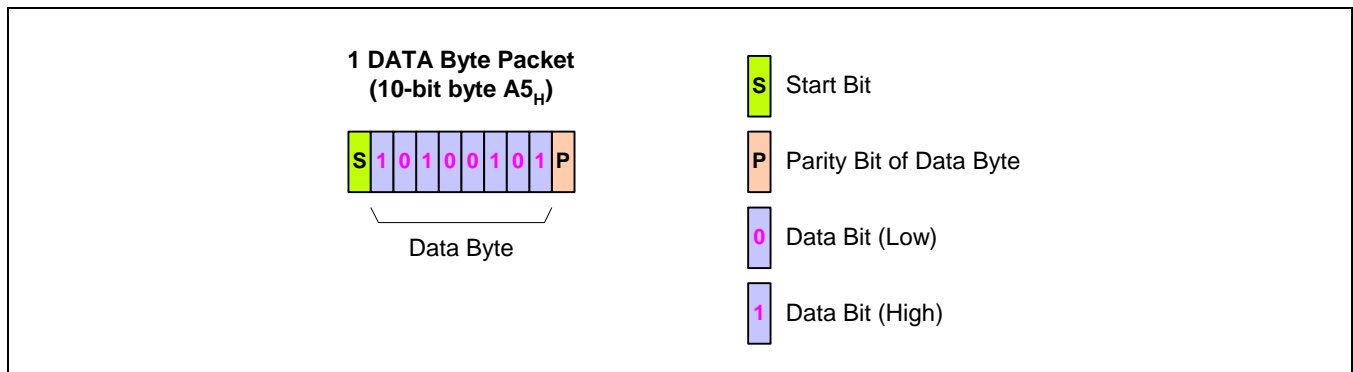 1 DATA Byte Packet
(10-bit byte A5H)
S 1 0 1 0 0 1 0 1 P
Data Byte
S Start Bit
P Parity Bit of Data Byte
0 Data Bit (Low)
1 Data Bit (High)